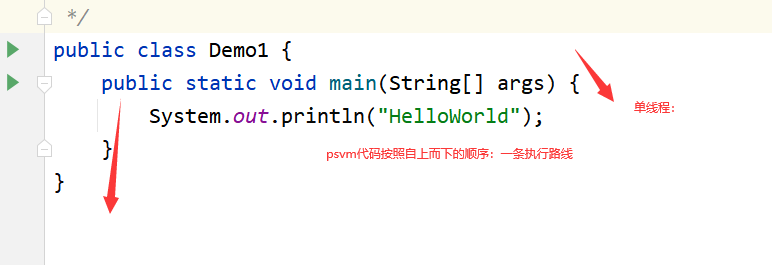 */
public class Demo1 {
public static void main(String[] args) {
单线程：
System.out.println("HelloWorld");
}
psvm代码按照自上而下的顺序：一条执行路线
}